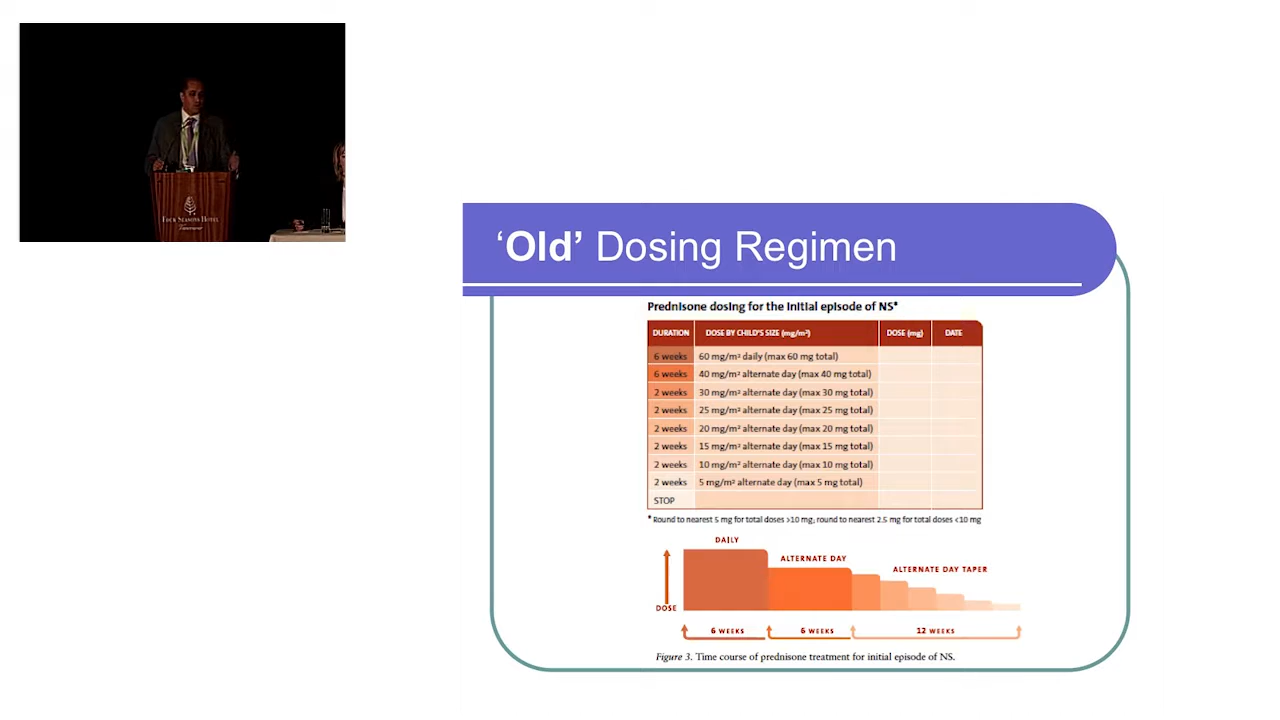 FOUR SEASONS HOTEL
Vancouver
‘Old’ Dosing Regimen
Prednisone dosing for the initial episode of NS*
DURATION DOSE BY CHILD'S SIZE (mg/m²) DOSE (mg) DATE
6 weeks 60 mg/m² daily (max 60 mg total)
6 weeks 40 mg/m² alternate day (max 40 mg total)
2 weeks 30 mg/m² alternate day (max 30 mg total)
2 weeks 25 mg/m² alternate day (max 25 mg total)
2 weeks 20 mg/m² alternate day (max 20 mg total)
2 weeks 15 mg/m² alternate day (max 15 mg total)
2 weeks 10 mg/m² alternate day (max 10 mg total)
2 weeks 5 mg/m² alternate day (max 5 mg total)
STOP
* Round to nearest 5 mg for total doses >10 mg; round to nearest 2.5 mg for total doses <10 mg
DAILY
ALTERNATE DAY
ALTERNATE DAY TAPER
DOSE
6 WEEKS 6 WEEKS 12 WEEKS
Figure 3. Time course of prednisone treatment for initial episode of NS.